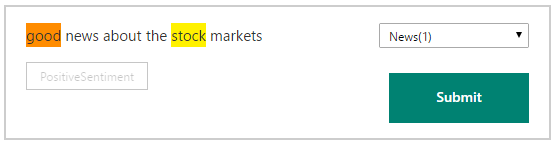 good news about the stock markets
News(1)
PositiveSentiment
Submit